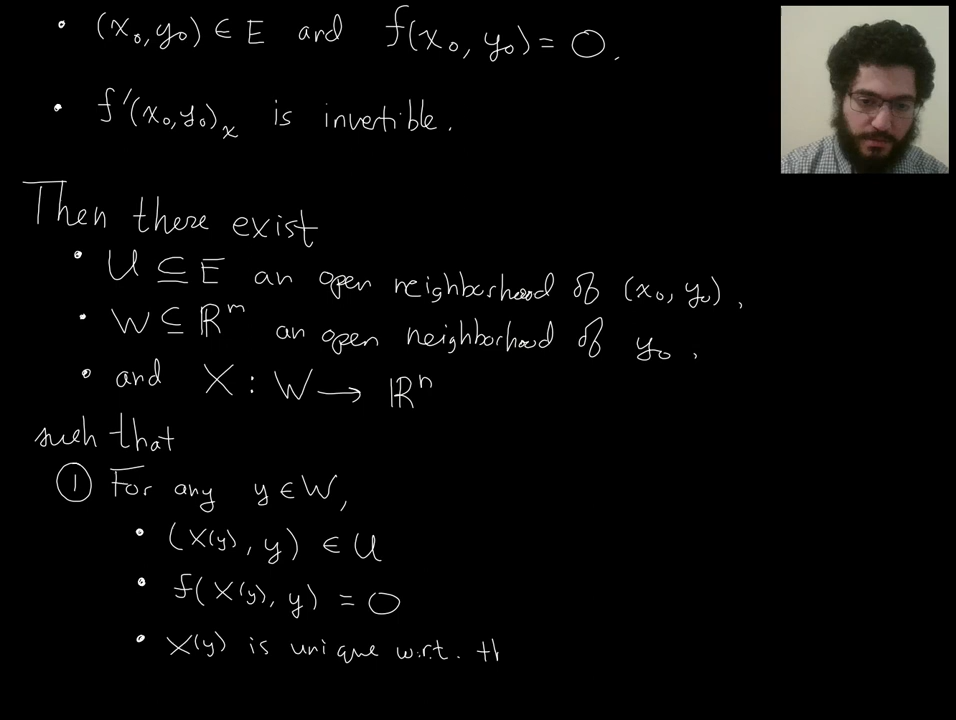 • (x₀, y₀) ∈ E and f(x₀, y₀) = 0.
• f'(x₀, y₀)ₓ is invertible.
Then there exist
• U ⊆ E an open neighborhood of (x₀, y₀),
• W ⊆ ℝᵐ an open neighborhood of y₀,
• and X : W → ℝⁿ
such that
① For any y ∈ W,
• (X(y), y) ∈ U
• f(X(y), y) = 0
• X(y) is unique w.r.t. th